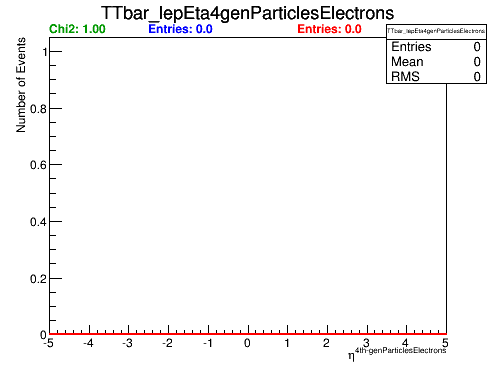 TTbar_lepEta4genParticlesElectrons
Chi2: 1.00 Entries: 0.0 Entries: 0.0
TTbar_lepEta4genParticlesElectrons
Entries 0
Mean 0
RMS 0
Number of Events
1
0.8
0.6
0.4
0.2
0
-5 -4 -3 -2 -1 0 1 2 3 4 5
η4th-genParticlesElectrons